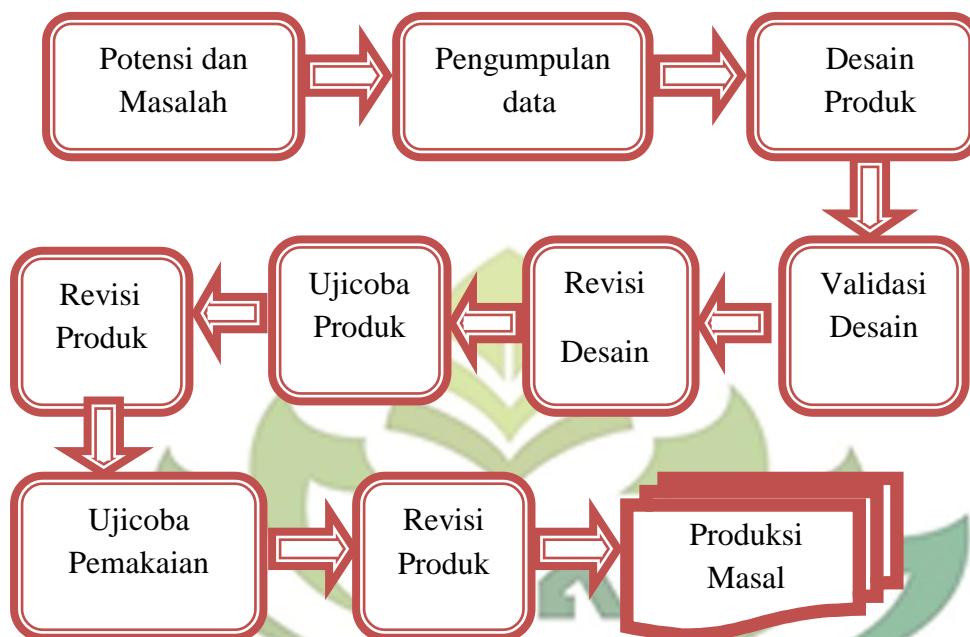 Potensi dan
Masalah
Pengumpulan
data
Desain
Produk
Validasi
Desain
Revisi
Desain
Ujicoba
Produk
Revisi
Produk
Ujicoba
Pemakaian
Revisi
Produk
Produksi
Masal